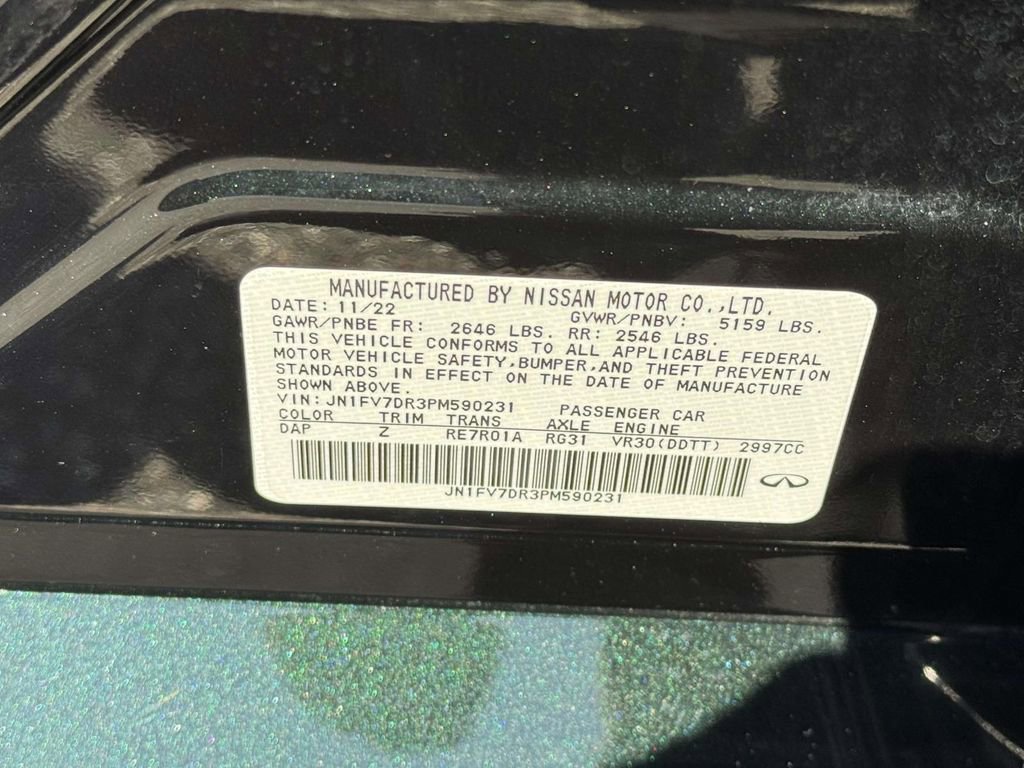 MANUFACTURED BY NISSAN MOTOR CO.,LTD.
DATE: 11/22 GVWR/PNBV: 5159 LBS.
GAWR/PNBE FR: 2646 LBS. RR: 2546 LBS.
THIS VEHICLE CONFORMS TO ALL APPLICABLE FEDERAL
MOTOR VEHICLE SAFETY,BUMPER,AND THEFT PREVENTION
STANDARDS IN EFFECT ON THE DATE OF MANUFACTURE
SHOWN ABOVE.
VIN: JN1FV7DR3PM590231 PASSENGER CAR
COLOR TRIM TRANS AXLE ENGINE
DAP Z RE7R01A RG31 VR30(DDTT) 2997CC
JN1FV7DR3PM590231